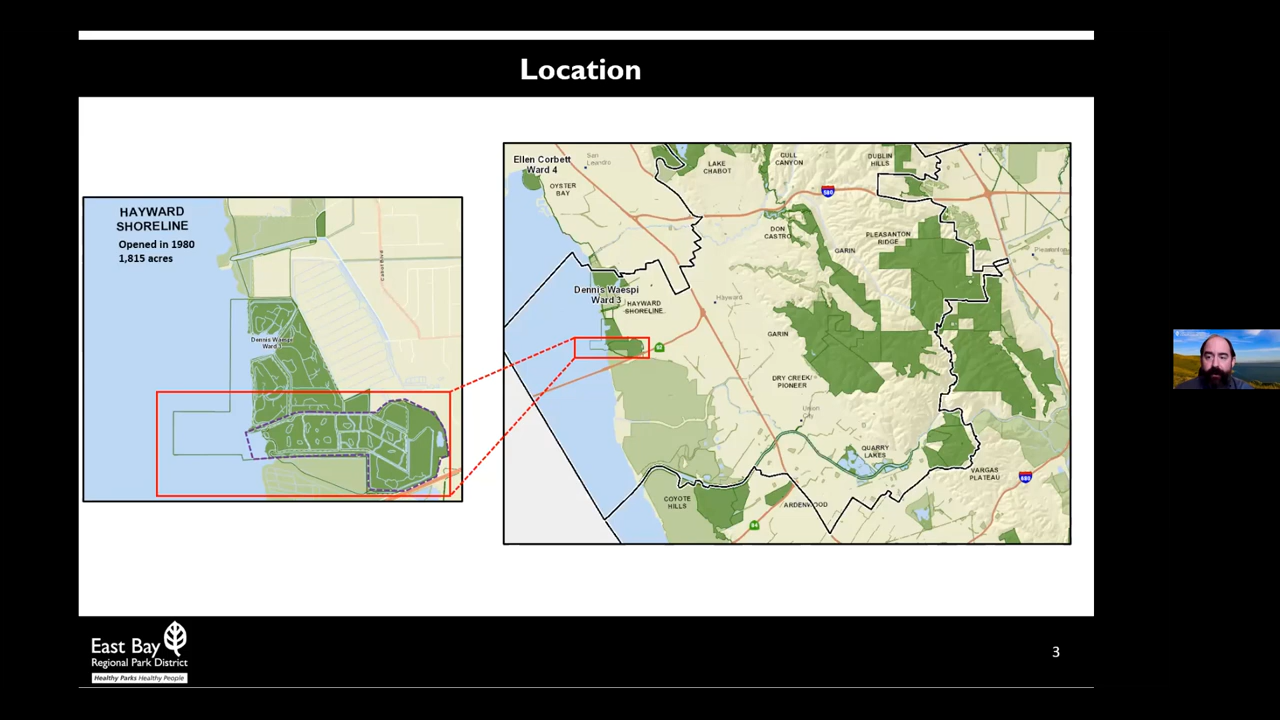 Location
HAYWARD
SHORELINE
Opened in 1980
1,815 acres
Dennis Waespi
Ward 3
Ellen Corbett
Ward 4
San
Leandro
OYSTER
BAY
LAKE
CHABOT
CULL
CANYON
DUBLIN
HILLS
580
DON
CASTRO
GARIN
PLEASANTON
RIDGE
Pleasanton
Dennis Waespi
Ward 3
HAYWARD
SHORELINE
Hayward
92
GARIN
DRY CREEK/
PIONEER
Union
City
QUARRY
LAKES
VARGAS
PLATEAU
680
COYOTE
HILLS
ARDENWOOD
84
East Bay
Regional Park District
Healthy Parks Healthy People
3